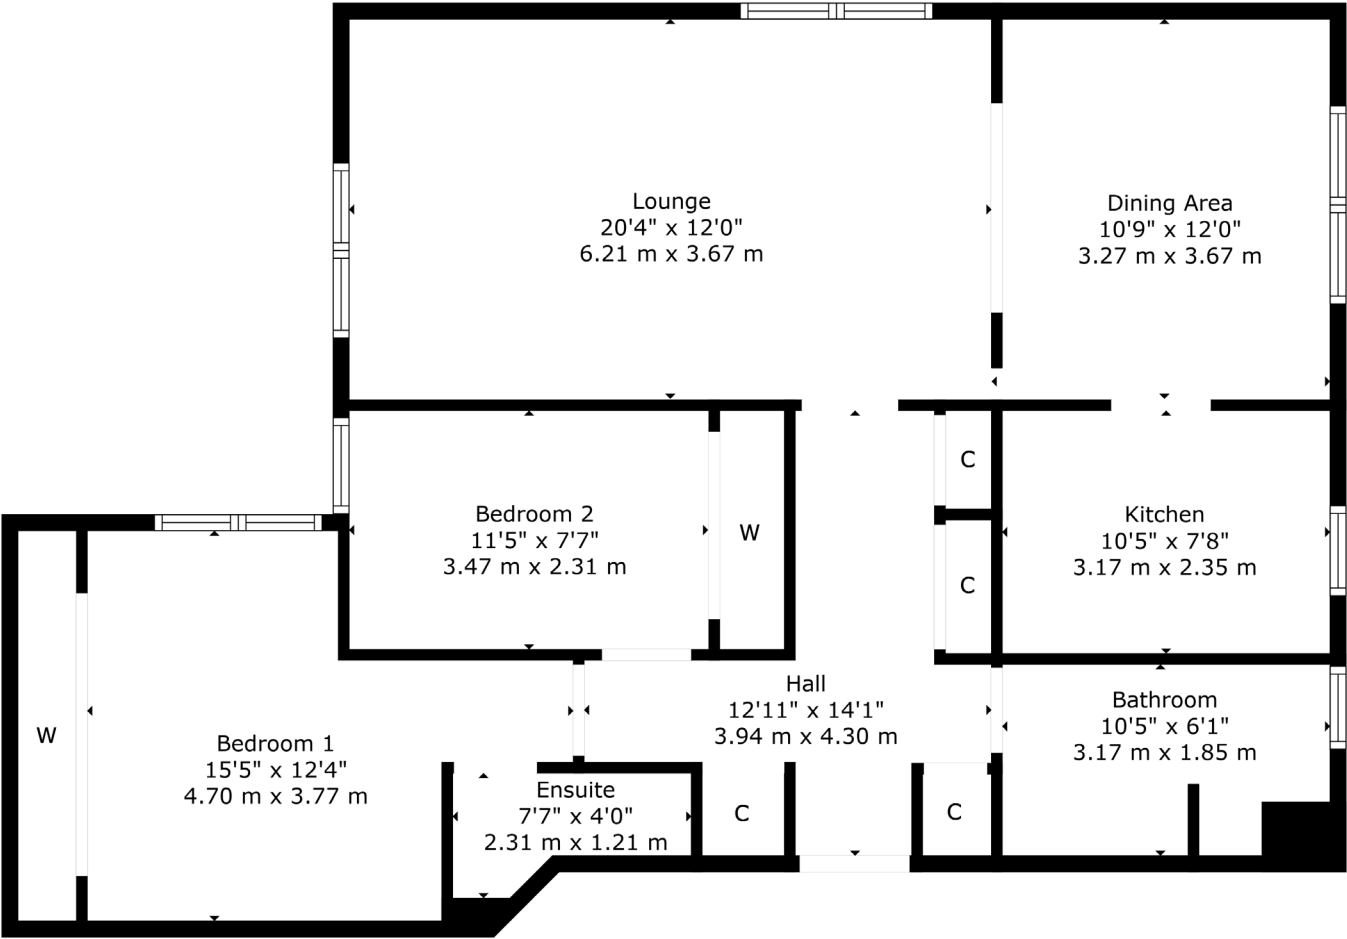 Lounge
20'4" x 12'0"
6.21 m x 3.67 m
Dining Area
10'9" x 12'0"
3.27 m x 3.67 m
C
Bedroom 2
11'5" x 7'7"
3.47 m x 2.31 m
W
Kitchen
10'5" x 7'8"
3.17 m x 2.35 m
C
W
Bedroom 1
15'5" x 12'4"
4.70 m x 3.77 m
Hall
12'11" x 14'1"
3.94 m x 4.30 m
Bathroom
10'5" x 6'1"
3.17 m x 1.85 m
Ensuite
7'7" x 4'0"
2.31 m x 1.21 m
C
C